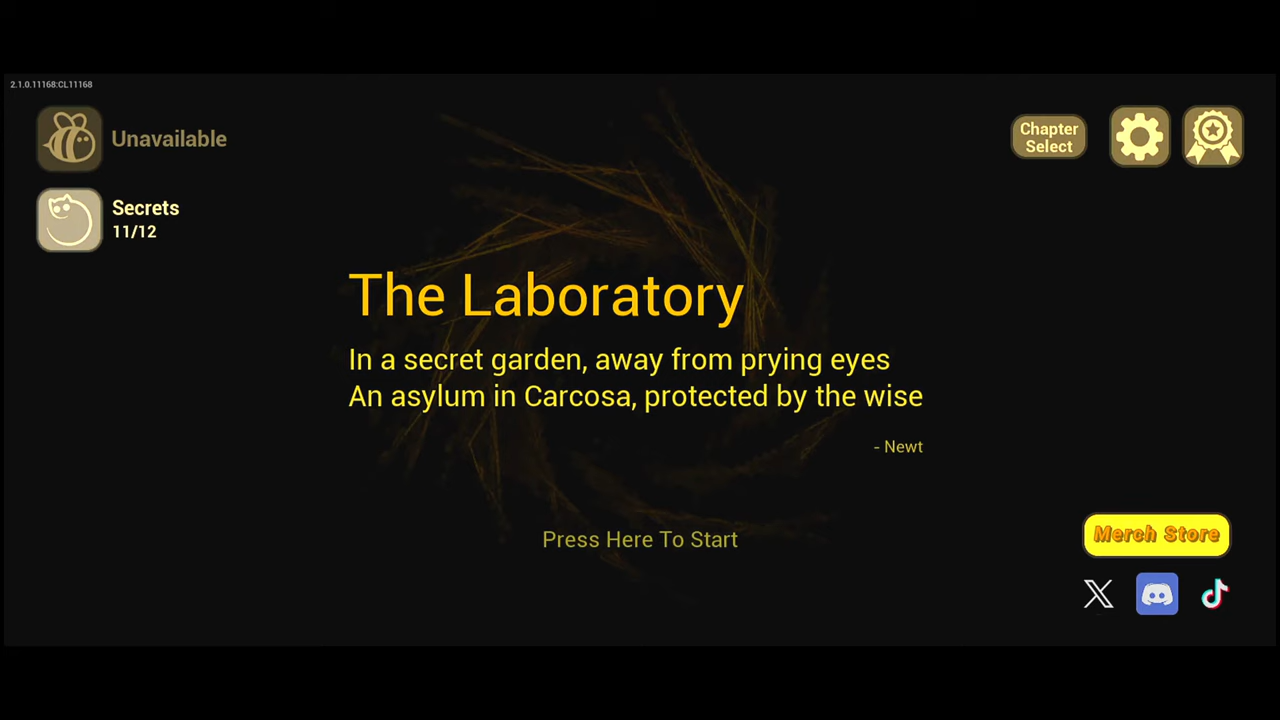 2.1.0.11168:CL11168
Unavailable
Chapter
Select
Secrets
11/12
The Laboratory
In a secret garden, away from prying eyes
An asylum in Carcosa, protected by the wise
- Newt
Press Here To Start
Merch Store